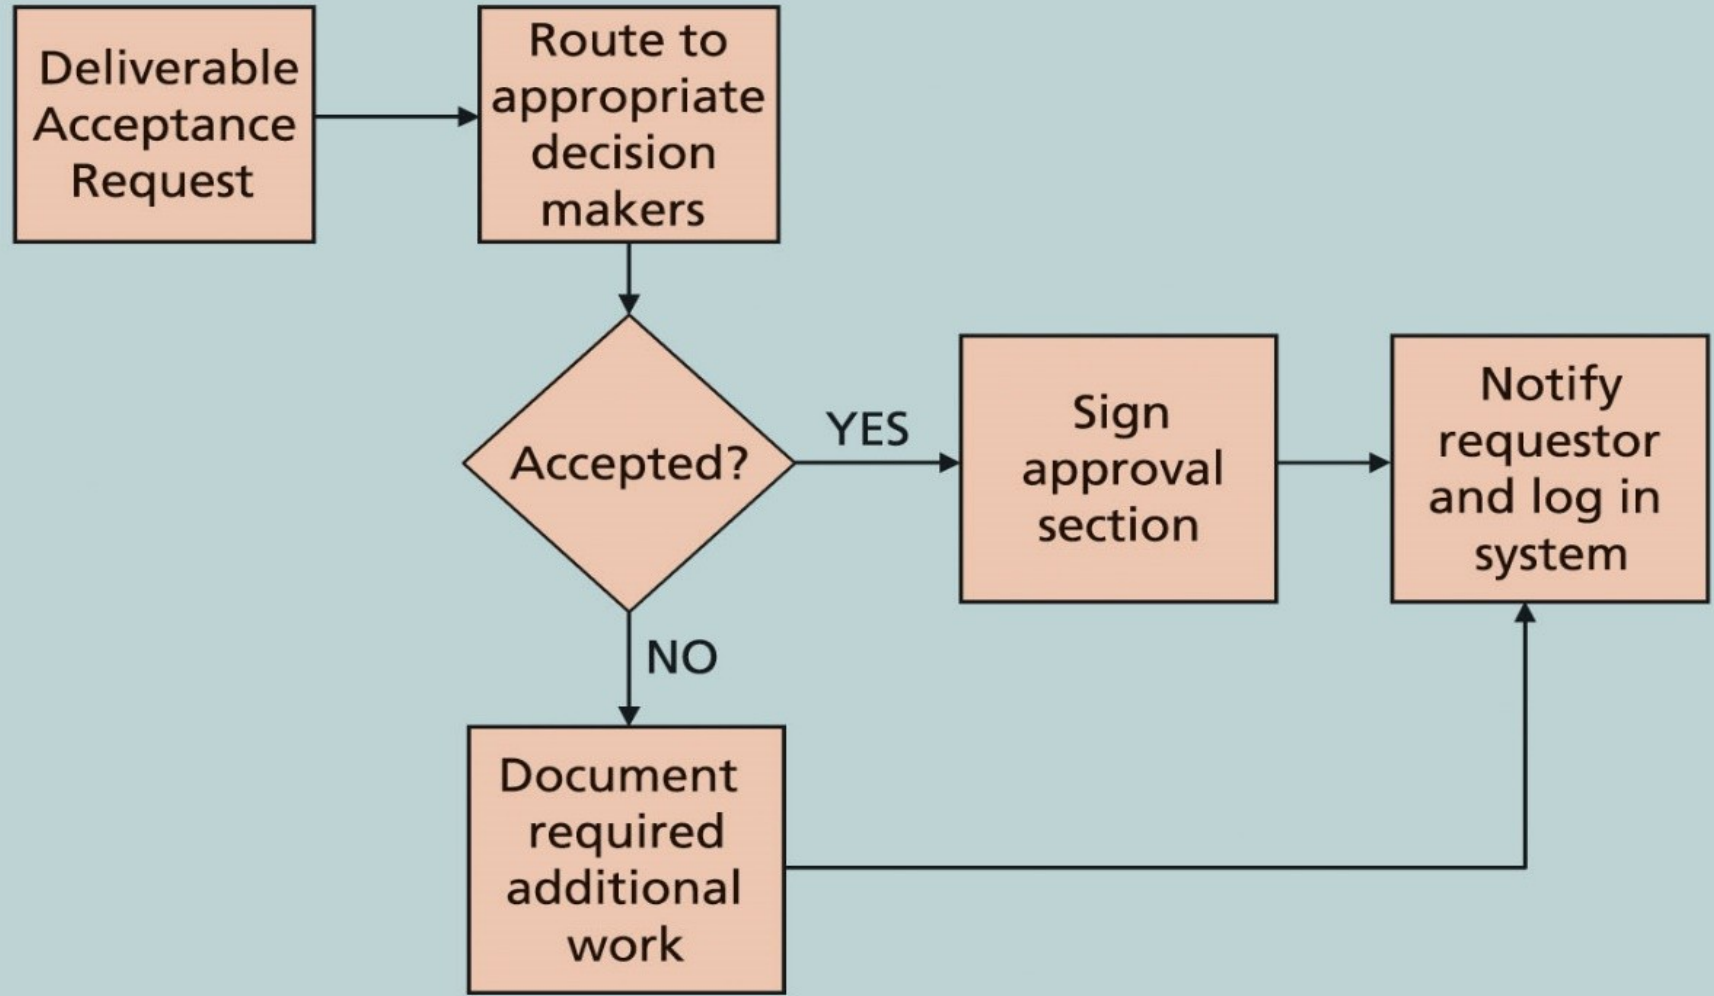 Deliverable
Acceptance
Request
Route to
appropriate
decision
makers
Accepted?
YES
Sign
approval
section
Notify
requestor
and log in
system
NO
Document
required
additional
work